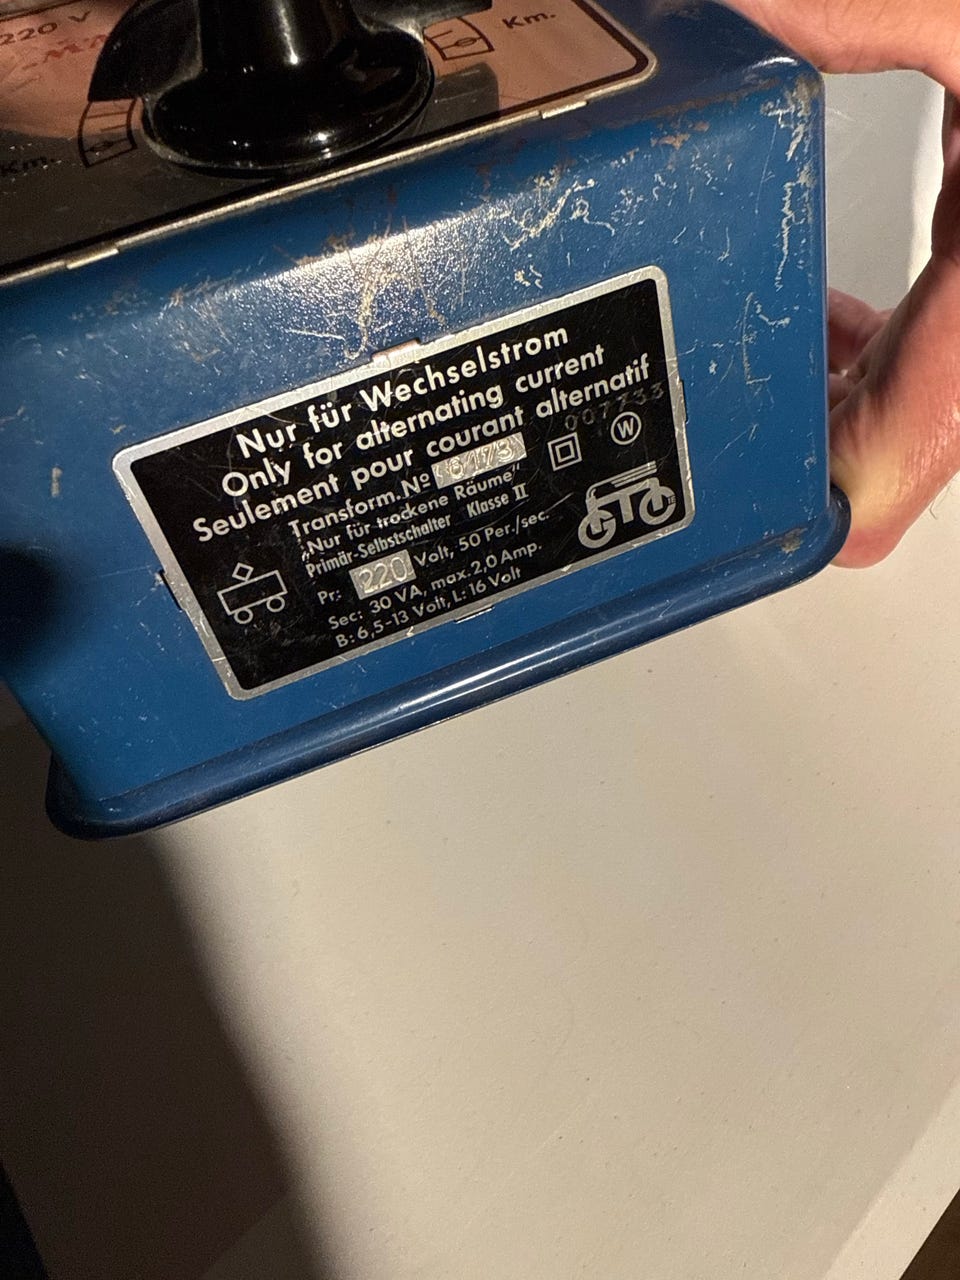 220 V
Km.
Km.
Nur für Wechselstrom
Only for alternating current
Seulement pour courant alternatif
007733
Transform. Nº 6173
„Nur für trockene Räume"
W
Primär-Selbstschalter Klasse II
Pr: 220 Volt, 50 Per./sec.
Sec: 30 VA, max. 2,0 Amp.
B: 6,5-13 Volt, L: 16 Volt